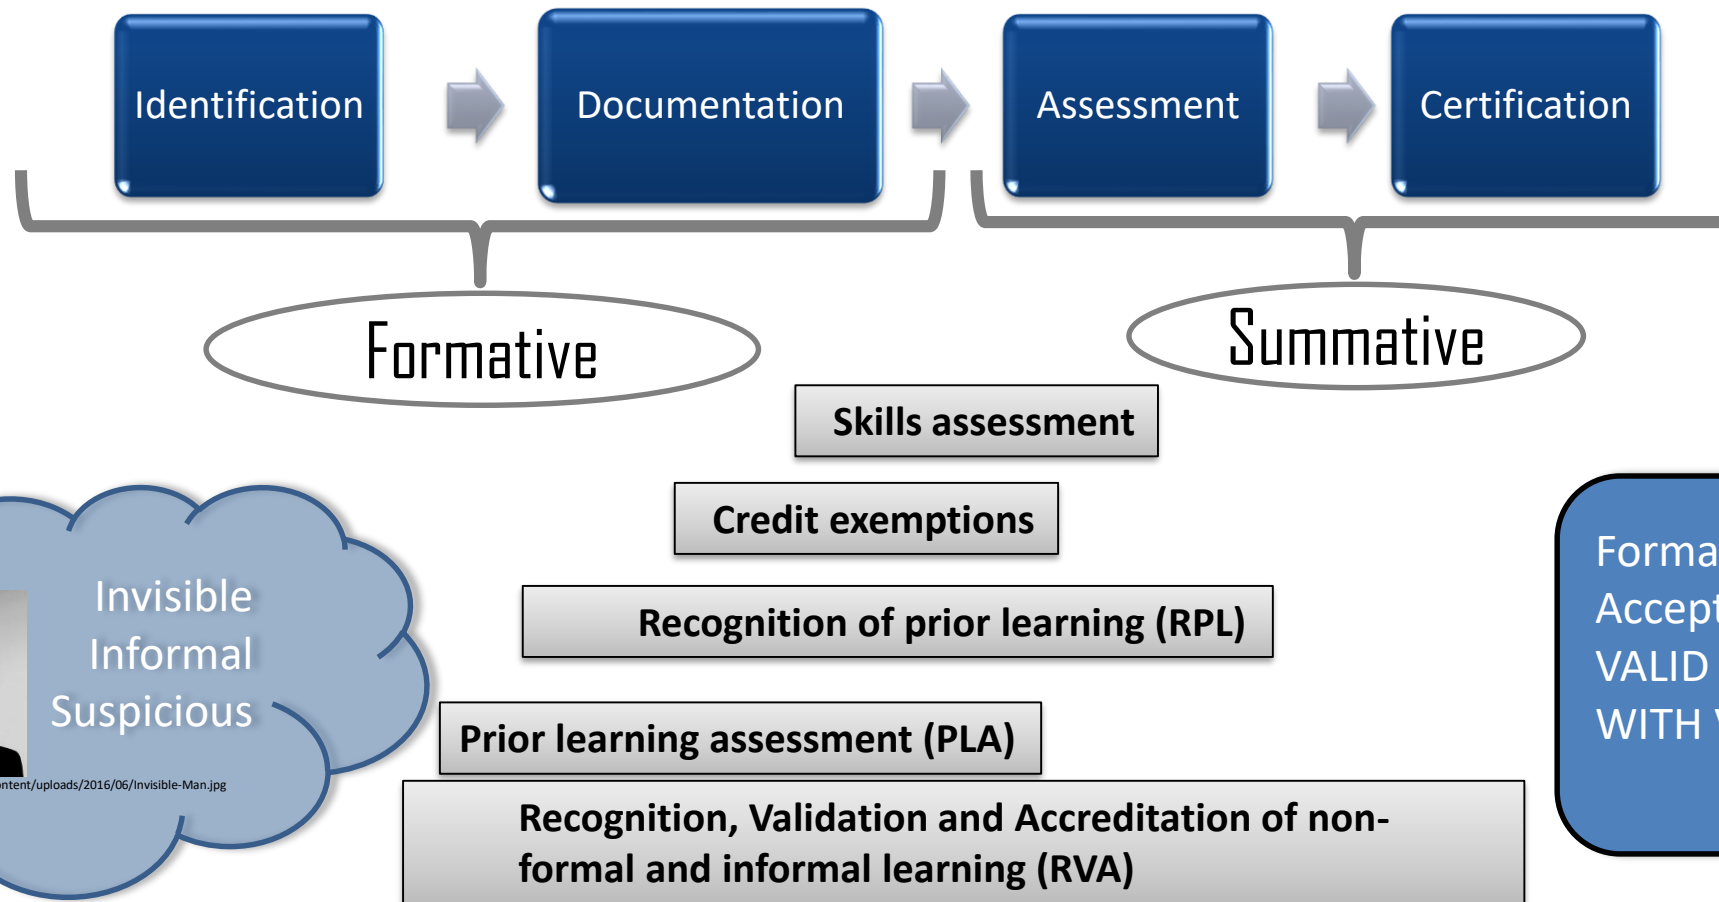 Identification
Documentation
Assessment
Certification
Formative
Summative
Skills assessment
Credit exemptions
Recognition of prior learning (RPL)
Invisible
Informal
Suspicious
Prior learning assessment (PLA)
ontent/uploads/2016/06/Invisible-Man.jpg
Recognition, Validation and Accreditation of non-
formal and informal learning (RVA)
Forma
Accept
VALID
WITH